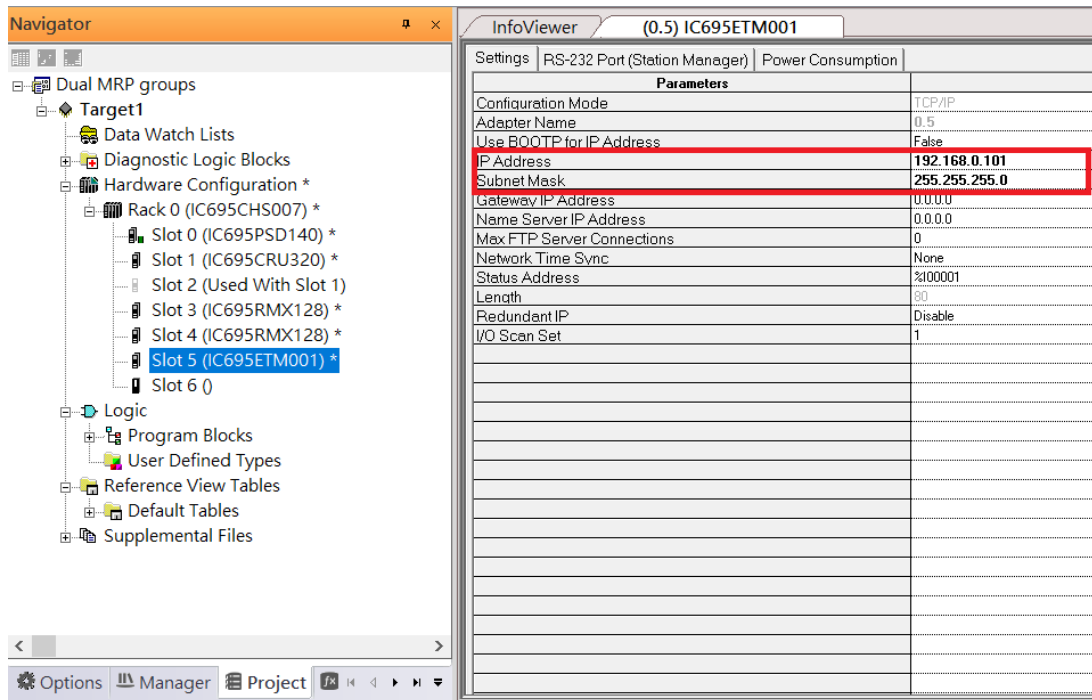 Navigator
Dual MRP groups
Target1
Data Watch Lists
Diagnostic Logic Blocks
Hardware Configuration *
Rack 0 (IC695CHS007) *
Slot 0 (IC695PSD140) *
Slot 1 (IC695CRU320) *
Slot 2 (Used With Slot 1)
Slot 3 (IC695RMX128) *
Slot 4 (IC695RMX128) *
Slot 5 (IC695ETM001) *
Slot 6 ()
Logic
Program Blocks
User Defined Types
Reference View Tables
Default Tables
Supplemental Files
Options Manager Project fx
InfoViewer (0.5) IC695ETM001
Settings RS-232 Port (Station Manager) Power Consumption
Parameters
Configuration Mode TCP/IP
Adapter Name 0.5
Use BOOTP for IP Address False
IP Address 192.168.0.101
Subnet Mask 255.255.255.0
Gateway IP Address 0.0.0.0
Name Server IP Address 0.0.0.0
Max FTP Server Connections 0
Network Time Sync None
Status Address %I00001
Length 80
Redundant IP Disable
I/O Scan Set 1